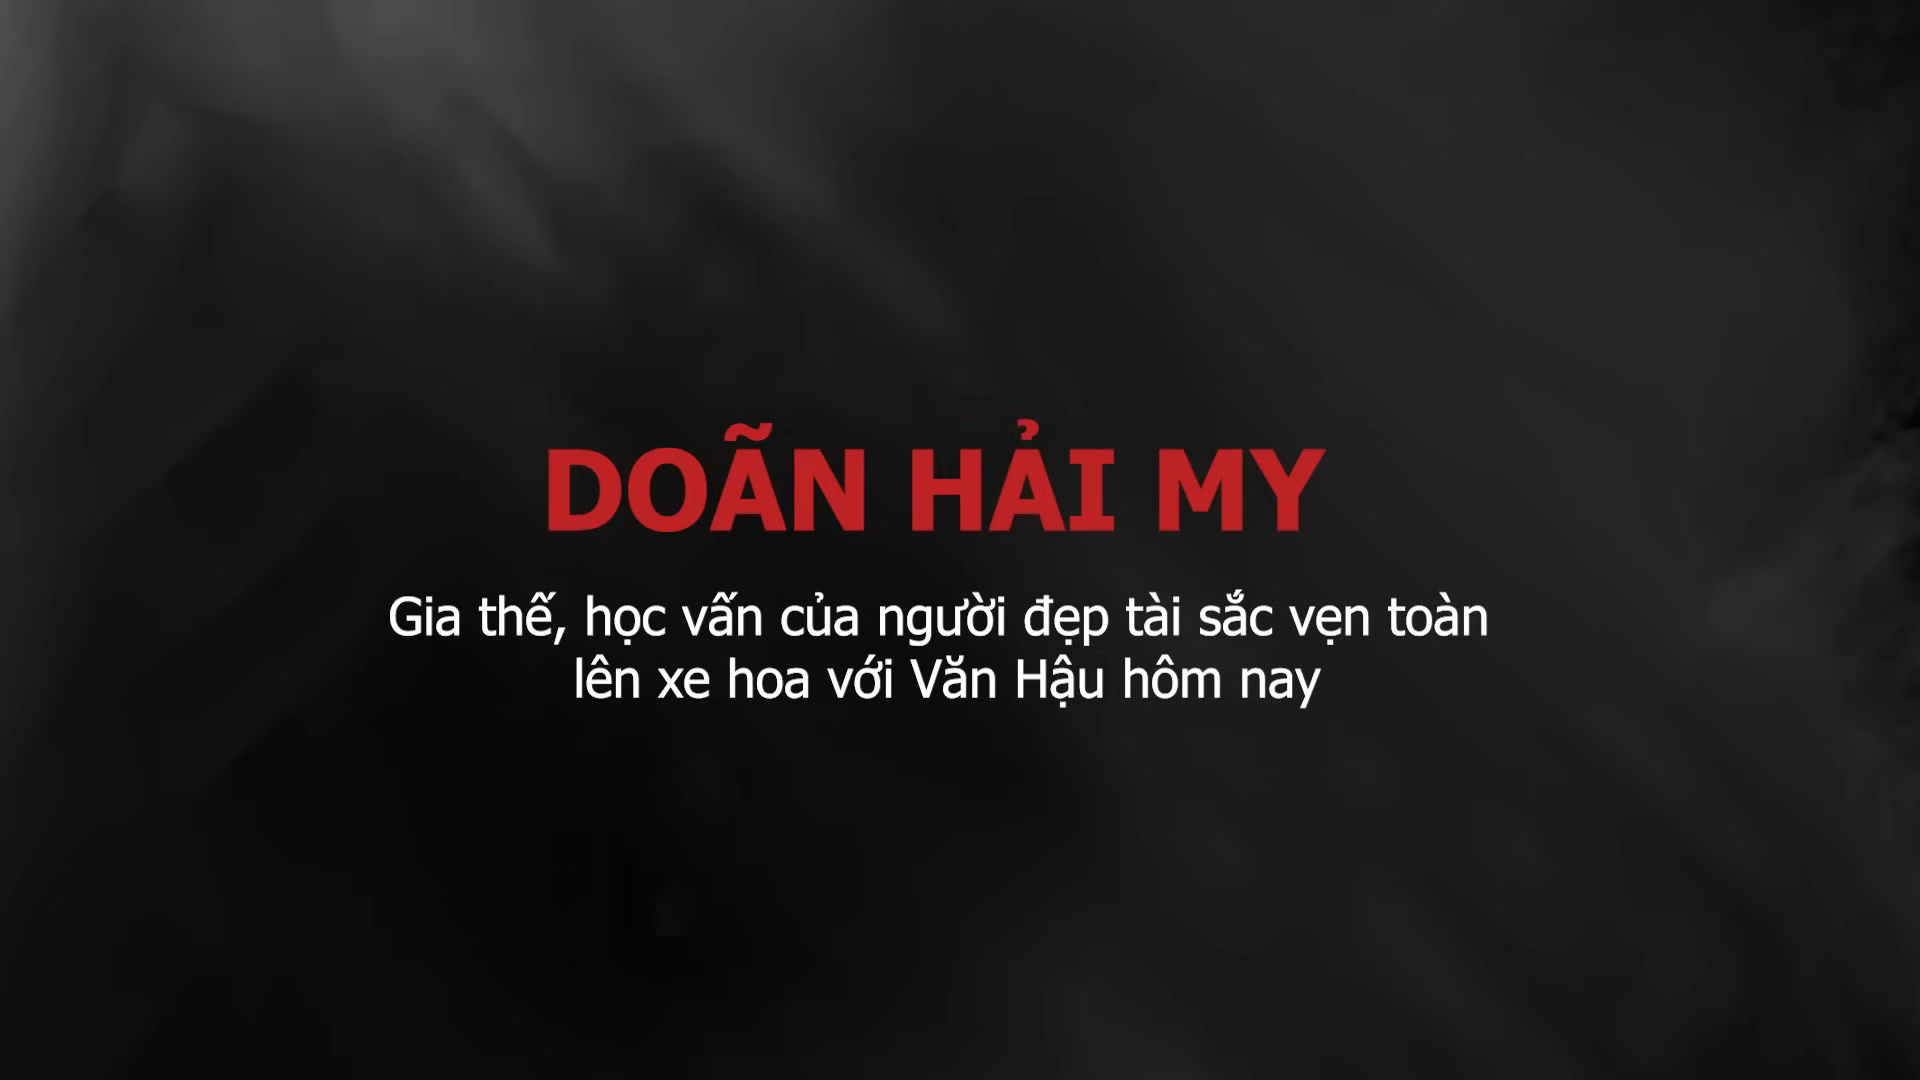 DOÃN HẢI MY
Gia thế, học vấn của người đẹp tài sắc vẹn toàn
lên xe hoa với Văn Hậu hôm nay